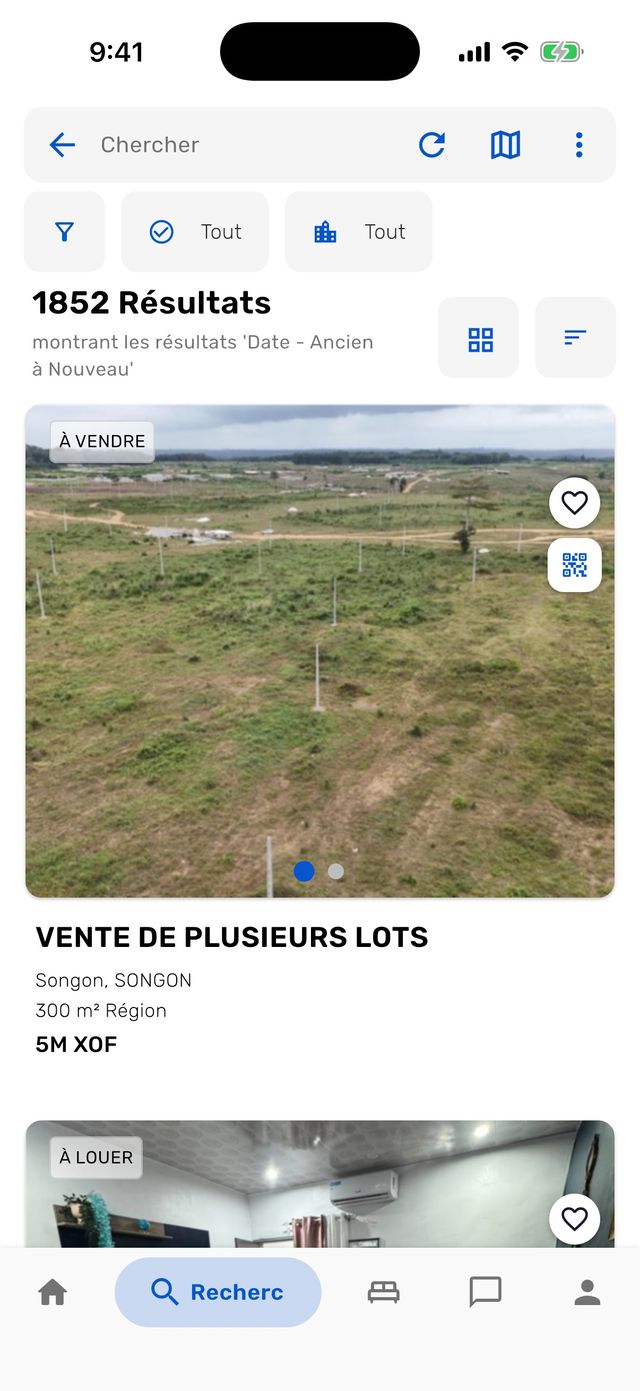 9:41
Chercher
Tout
Tout
1852 Résultats
montrant les résultats 'Date - Ancien
à Nouveau'
À VENDRE
VENTE DE PLUSIEURS LOTS
Songon, SONGON
300 m² Région
5M XOF
À LOUER
Recherc